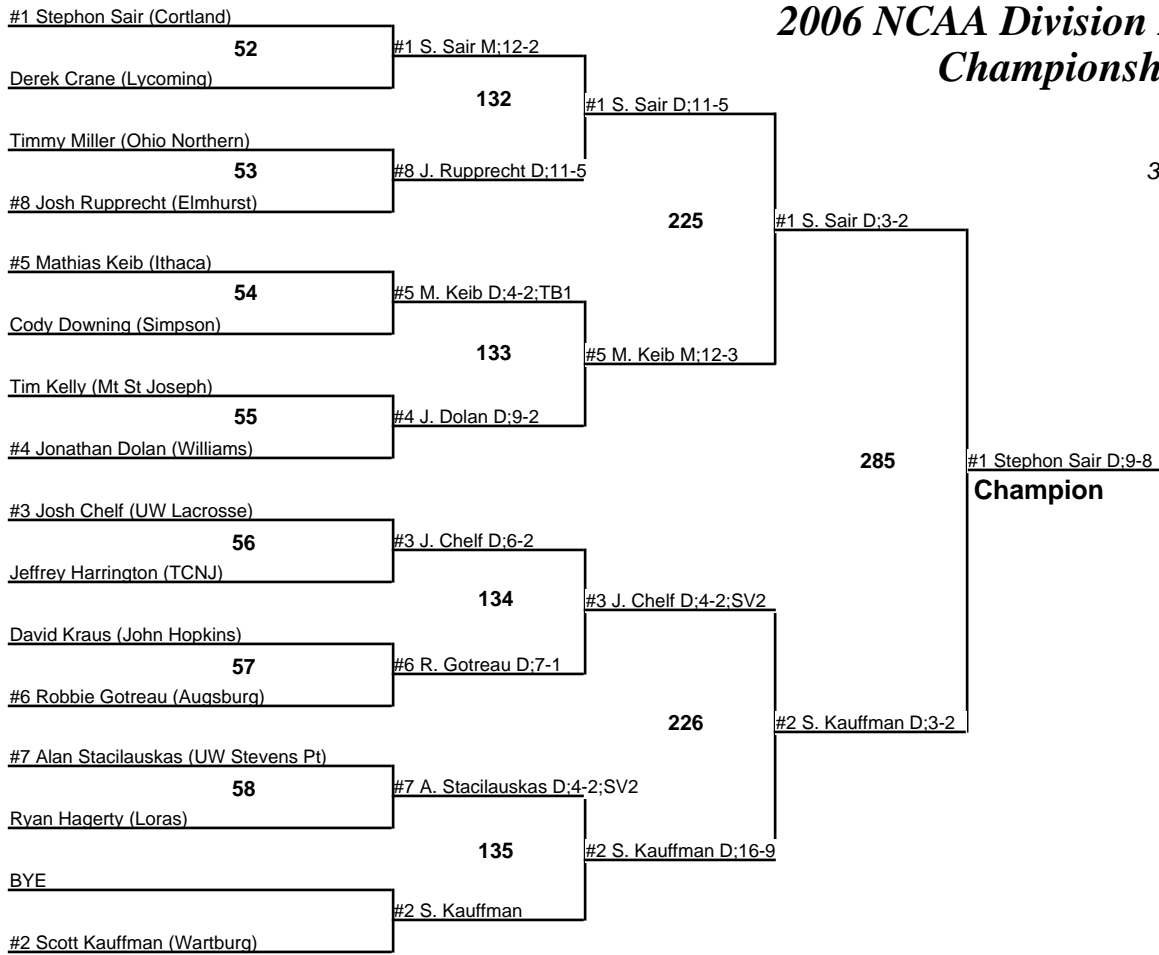 2006 NCAA Division
Championsh
3
#1 Stephon Sair (Cortland)
52
Derek Crane (Lycoming)
Timmy Miller (Ohio Northern)
53
#8 Josh Rupprecht (Elmhurst)
#5 Mathias Keib (Ithaca)
54
Cody Downing (Simpson)
Tim Kelly (Mt St Joseph)
55
#4 Jonathan Dolan (Williams)
#3 Josh Chelf (UW Lacrosse)
56
Jeffrey Harrington (TCNJ)
David Kraus (John Hopkins)
57
#6 Robbie Gotreau (Augsburg)
#7 Alan Stacilauskas (UW Stevens Pt)
58
Ryan Hagerty (Loras)
BYE
#2 Scott Kauffman (Wartburg)
#1 S. Sair M;12-2
132
#8 J. Rupprecht D;11-5
#5 M. Keib D;4-2;TB1
133
#4 J. Dolan D;9-2
#3 J. Chelf D;6-2
134
#6 R. Gotreau D;7-1
#7 A. Stacilauskas D;4-2;SV2
135
#2 S. Kauffman
#1 S. Sair D;11-5
225
#5 M. Keib M;12-3
#3 J. Chelf D;4-2;SV2
226
#2 S. Kauffman D;16-9
#1 S. Sair D;3-2
285
#2 S. Kauffman D;3-2
#1 Stephon Sair D;9-8
Champion